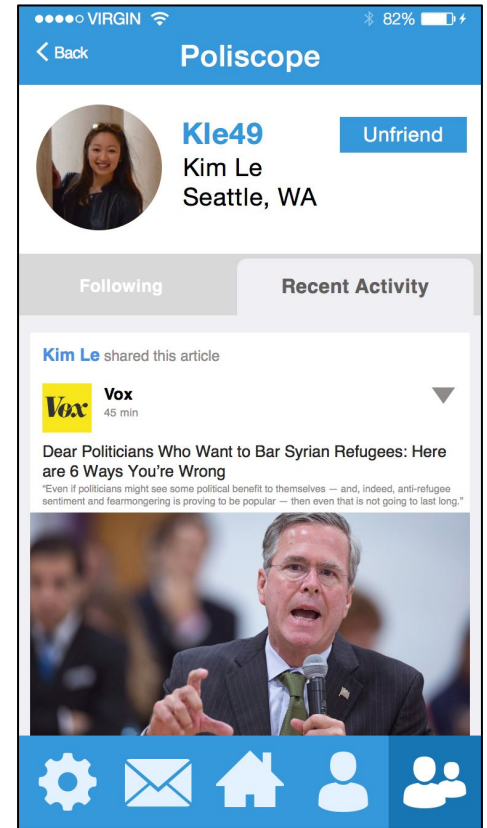 VIRGIN 82%
Back Poliscope
Kle49 Unfriend
Kim Le
Seattle, WA
Following Recent Activity
Kim Le shared this article
Vox Vox
45 min
Dear Politicians Who Want to Bar Syrian Refugees: Here
are 6 Ways You’re Wrong
“Even if politicians might see some political benefit to themselves — and, indeed, anti-refugee
sentiment and fearmongering is proving to be popular — then even that is not going to last long.”